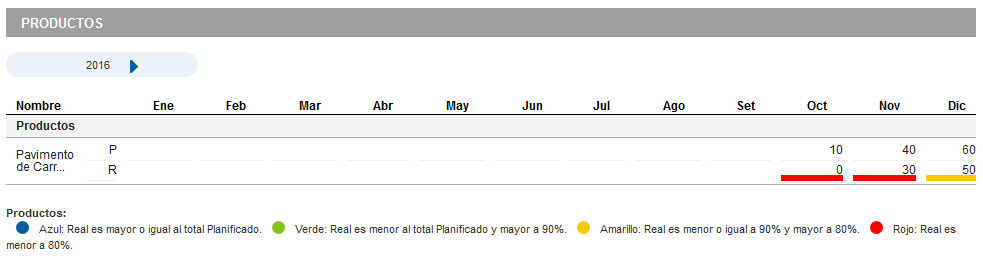 PRODUCTOS
2016
Nombre Ene Feb Mar Abr May Jun Jul Ago Set Oct Nov Dic
Productos
Pavimento de Carr... P 10 40 60
R 0 30 50
Productos:
Azul: Real es mayor o igual al total Planificado. Verde: Real es menor al total Planificado y mayor a 90%. Amarillo: Real es menor o igual a 90% y mayor a 80%. Rojo: Real es
menor a 80%.